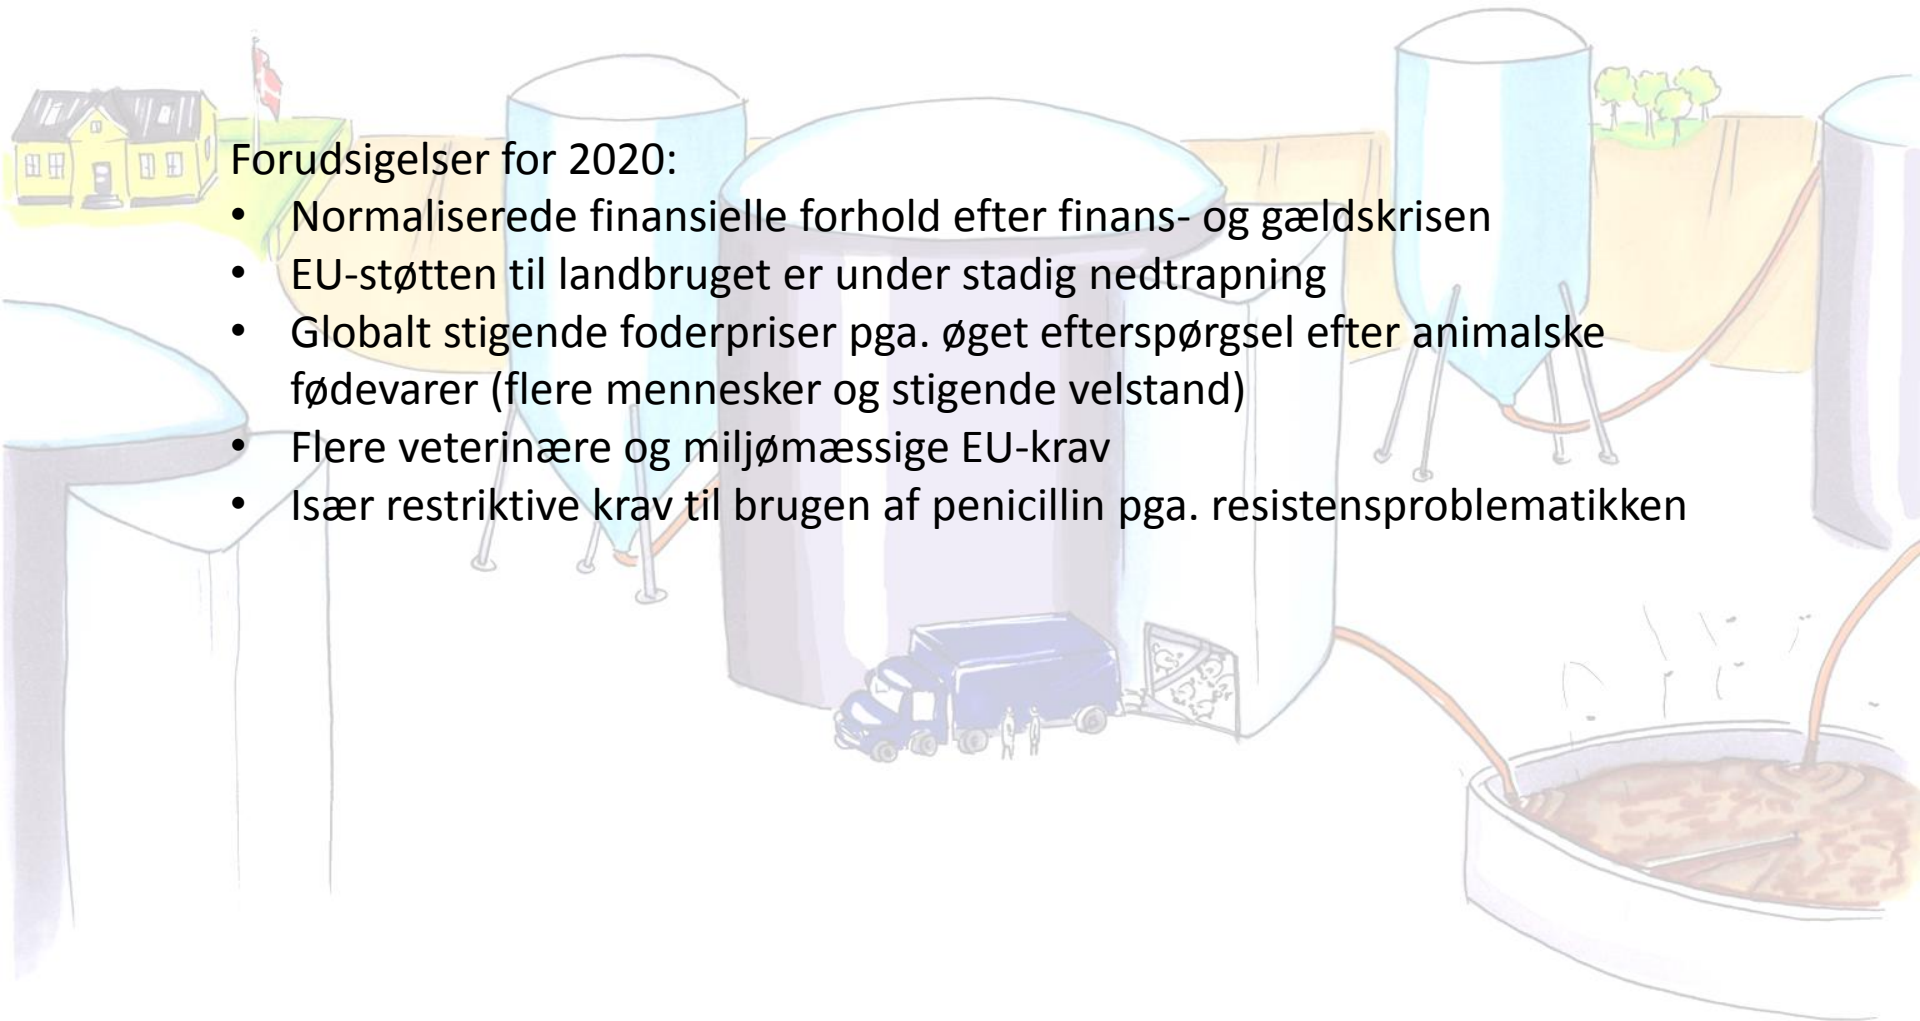 Forudsigelser for 2020:
• Normaliserede finansielle forhold efter finans- og gældskrisen
• EU-støtten til landbruget er under stadig nedtrapning
• Globalt stigende foderpriser pga. øget efterspørgsel efter animalske
fødevarer (flere mennesker og stigende velstand)
• Flere veterinære og miljømæssige EU-krav
• Især restriktive krav til brugen af penicillin pga. resistensproblematikken